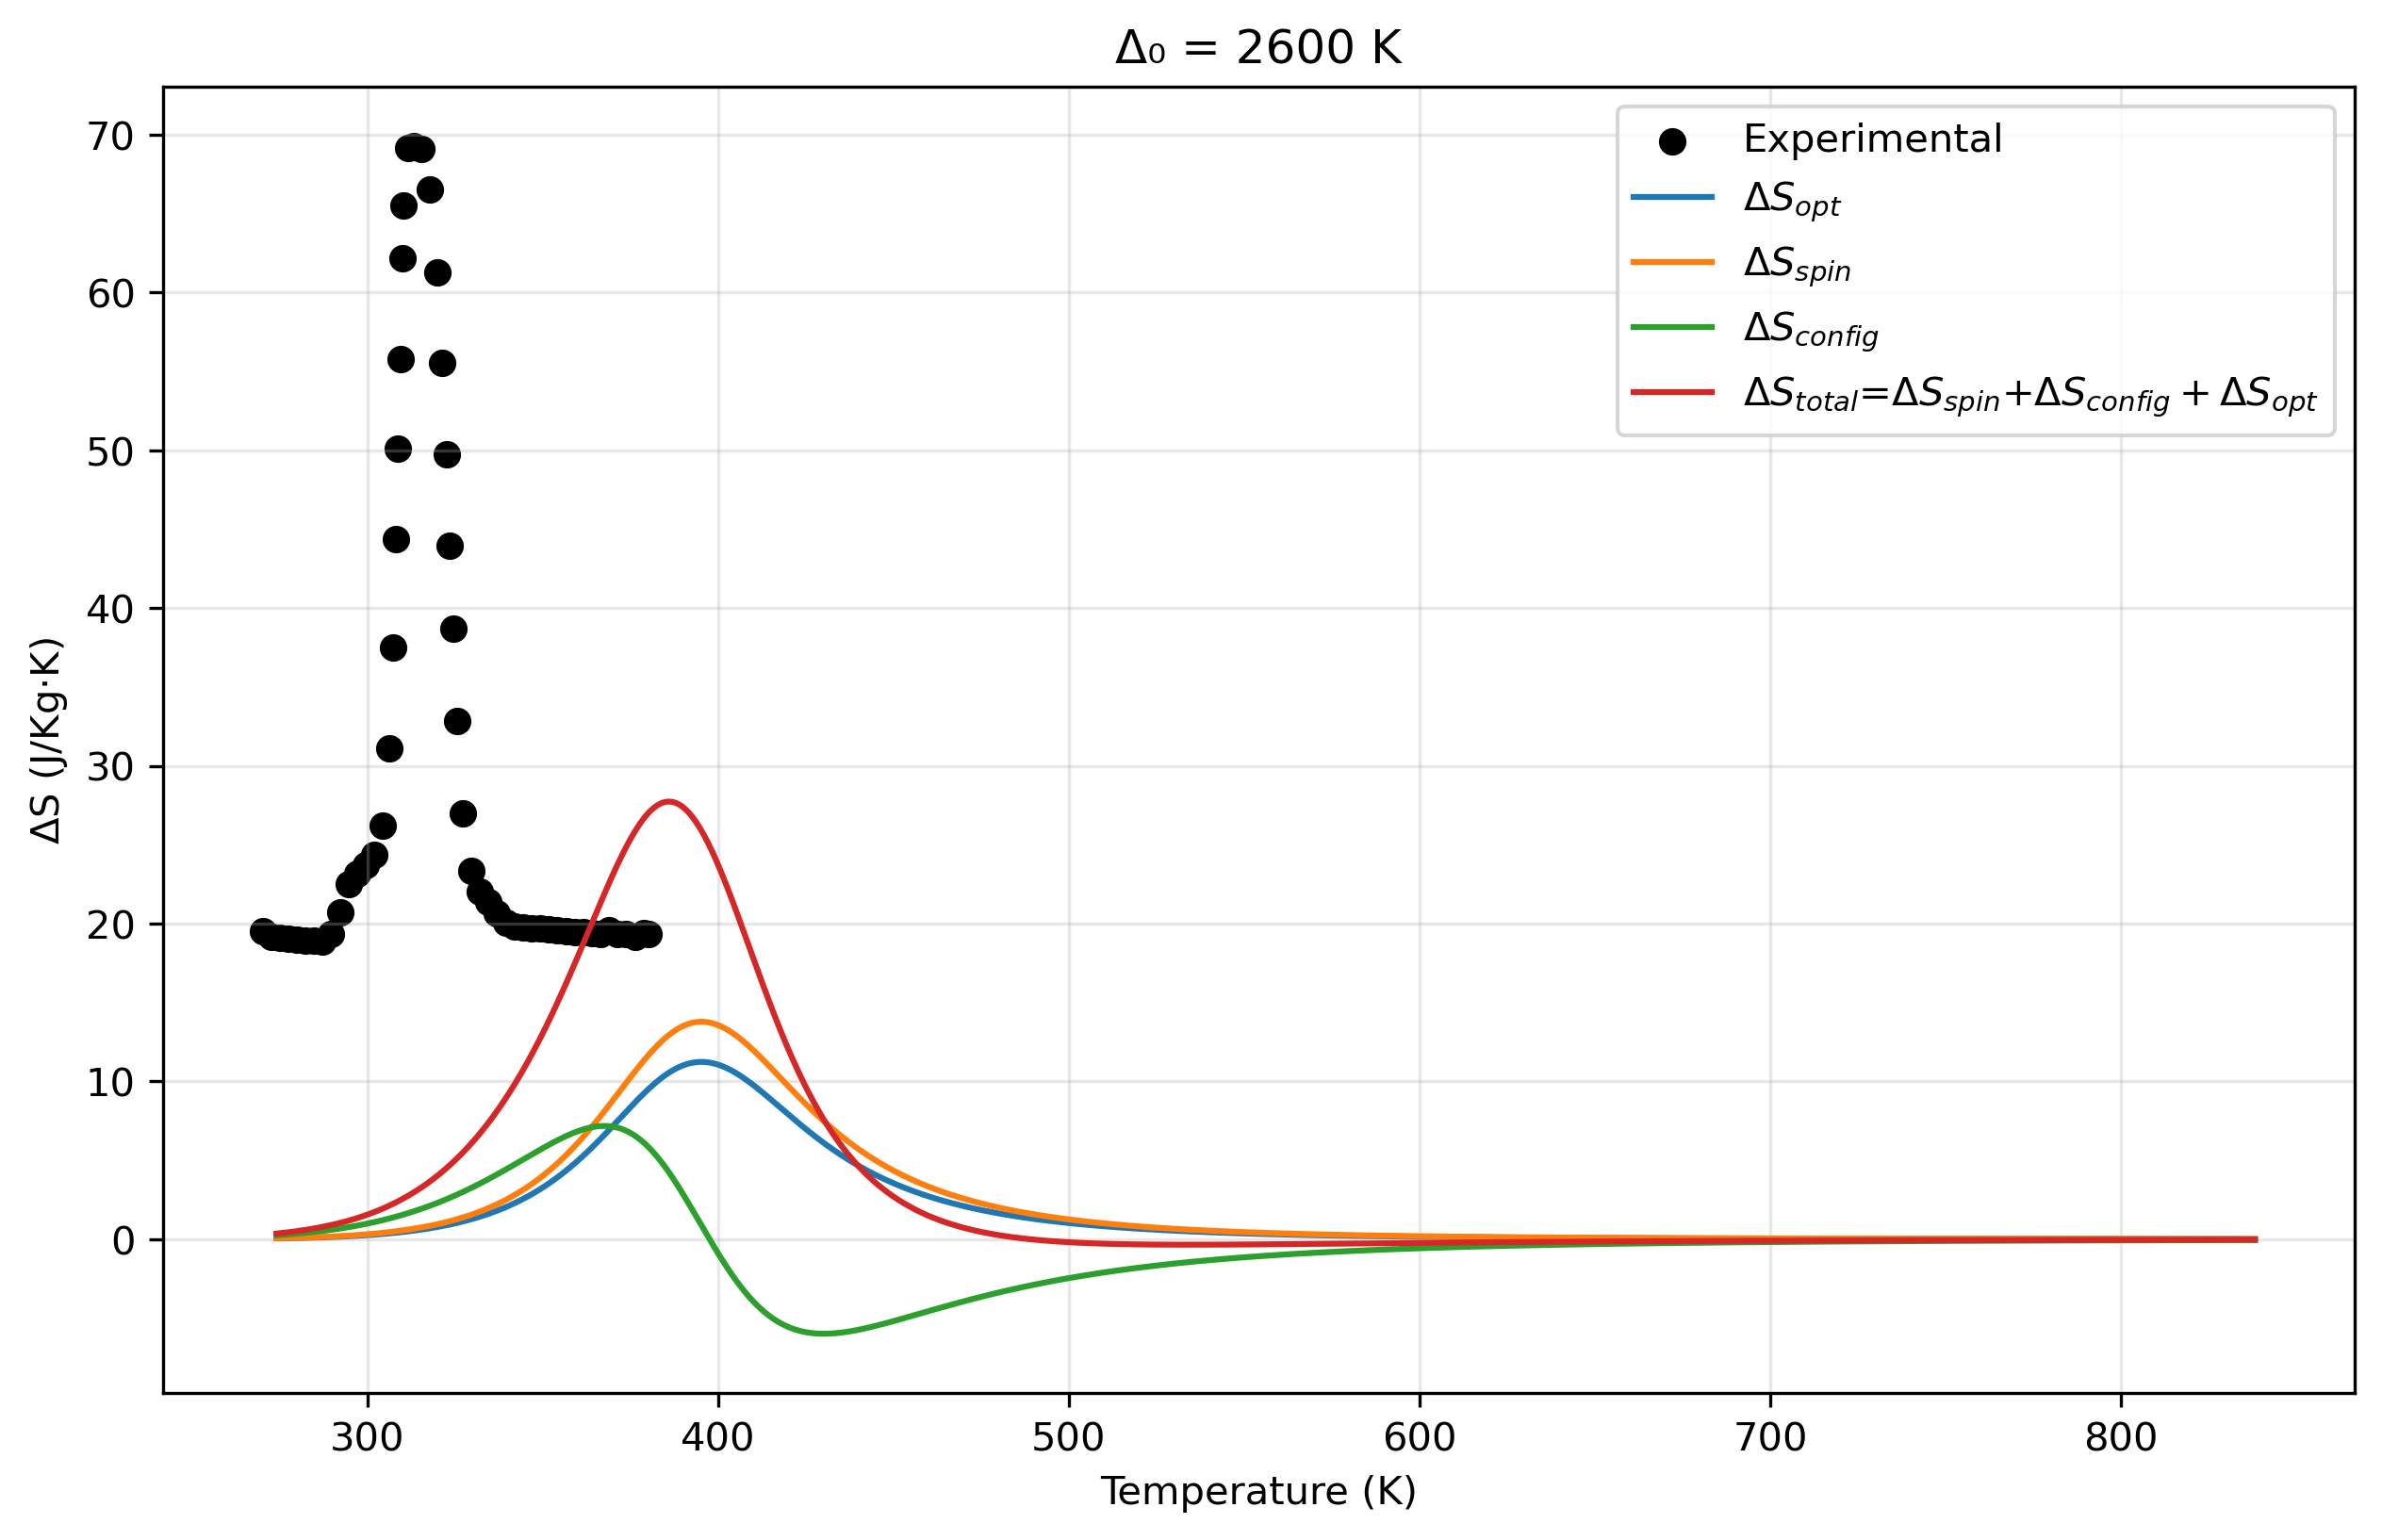 Δ₀ = 2600 K
70
60
50
40
30
20
10
0
ΔS (J/Kg·K)
Experimental
ΔS_opt
ΔS_spin
ΔS_config
ΔS_total=ΔS_spin+ΔS_config + ΔS_opt
300 400 500 600 700 800
Temperature (K)